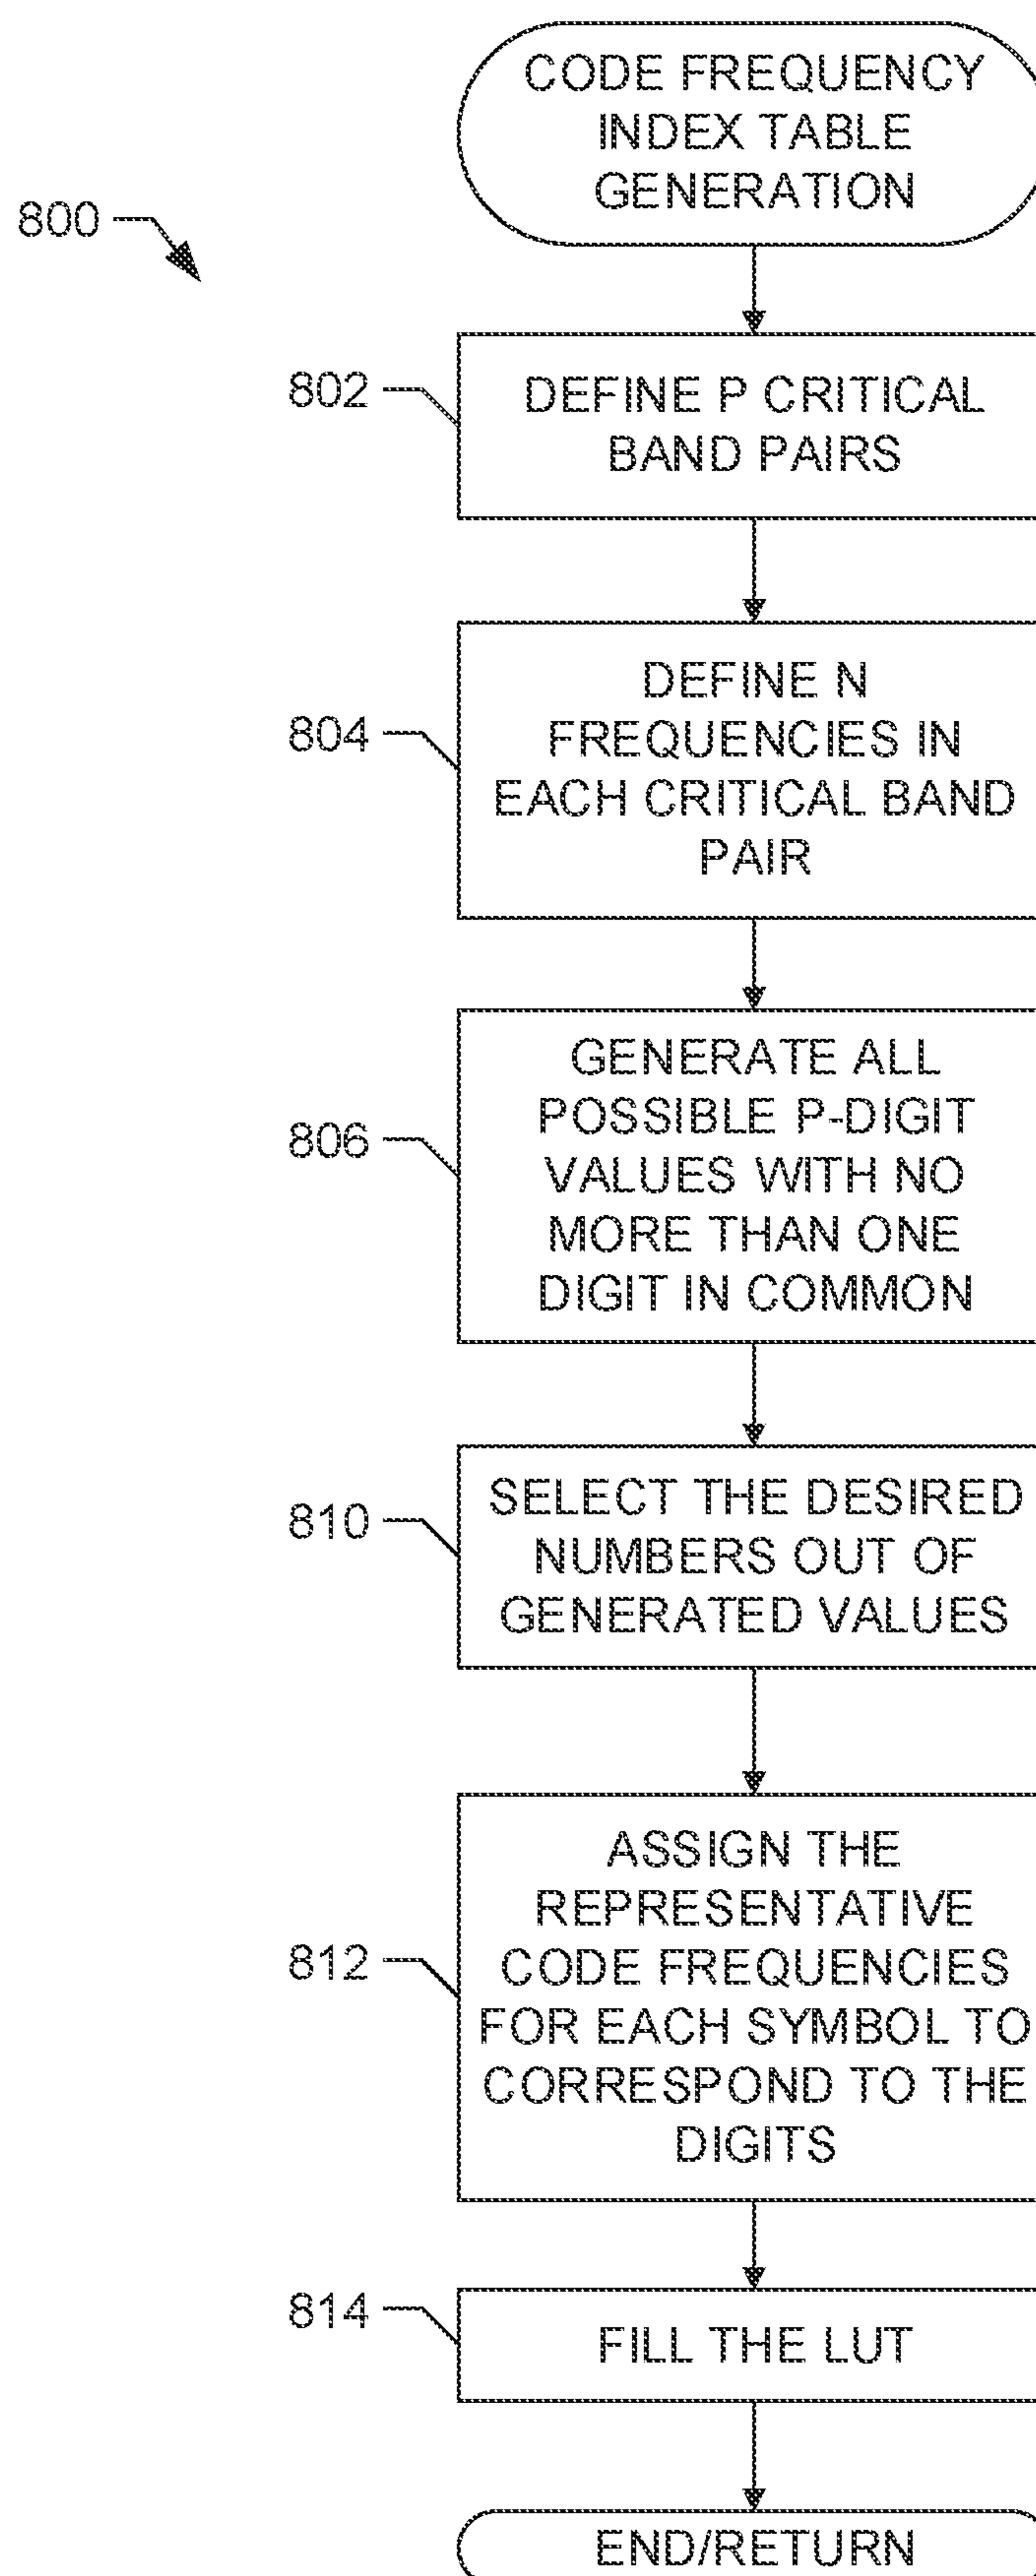 CODE FREQUENCY
INDEX TABLE
GENERATION
800
802
DEFINE P CRITICAL
BAND PAIRS
804
DEFINE N
FREQUENCIES IN
EACH CRITICAL BAND
PAIR
806
GENERATE ALL
POSSIBLE P-DIGIT
VALUES WITH NO
MORE THAN ONE
DIGIT IN COMMON
810
SELECT THE DESIRED
NUMBERS OUT OF
GENERATED VALUES
812
ASSIGN THE
REPRESENTATIVE
CODE FREQUENCIES
FOR EACH SYMBOL TO
CORRESPOND TO THE
DIGITS
814
FILL THE LUT
END/RETURN